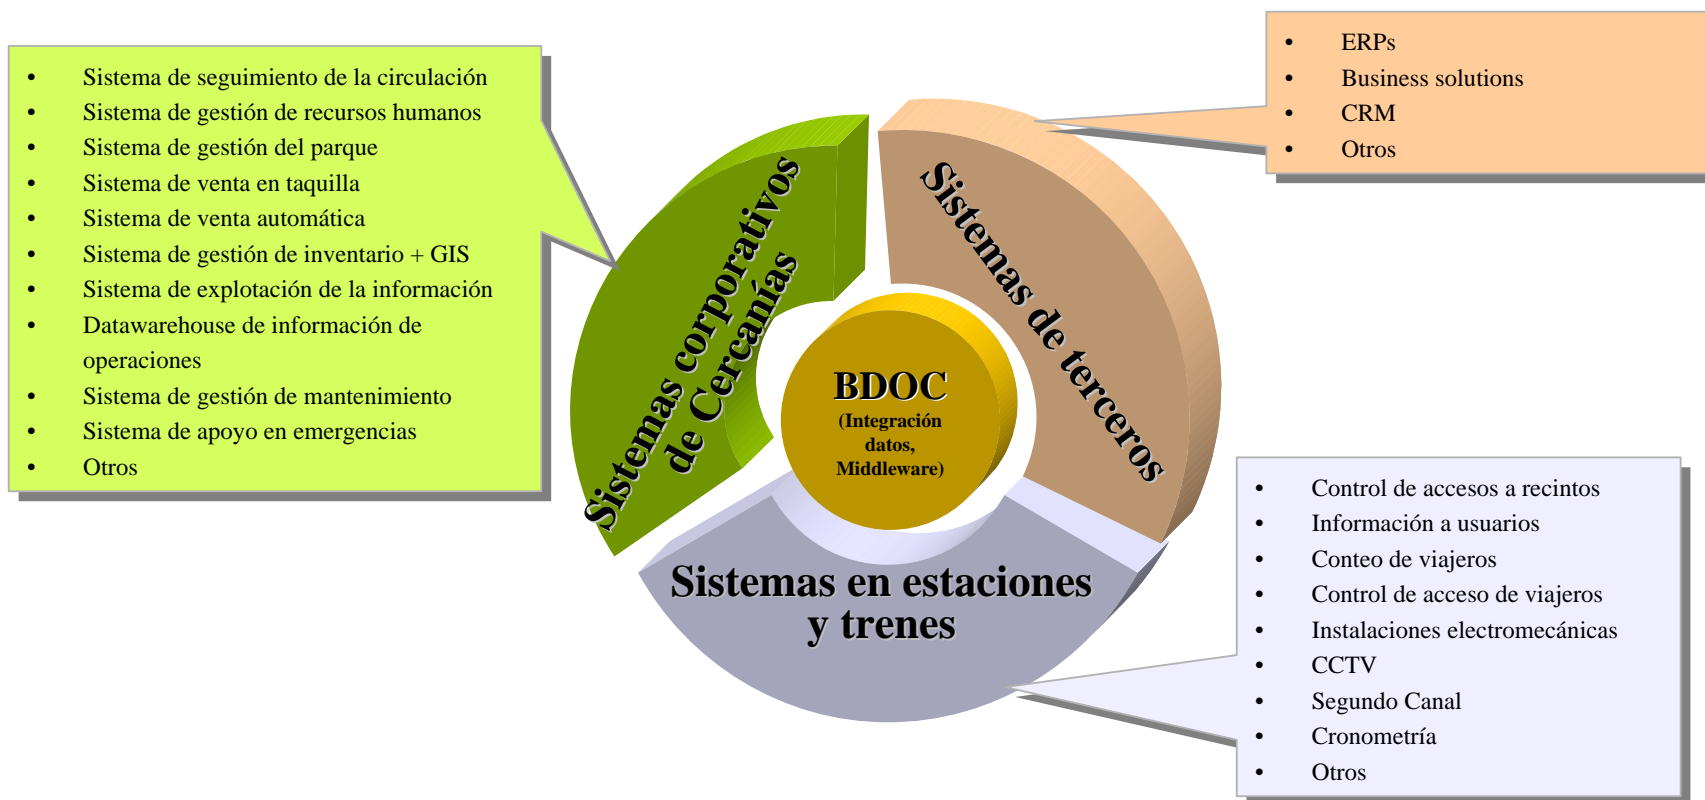 • Sistema de seguimiento de la circulación
• Sistema de gestión de recursos humanos
• Sistema de gestión del parque
• Sistema de venta en taquilla
• Sistema de venta automática
• Sistema de gestión de inventario + GIS
• Sistema de explotación de la información
• Datawarehouse de información de
operaciones
• Sistema de gestión de mantenimiento
• Sistema de apoyo en emergencias
• Otros
Sistemas corporativos
de Cercanías
Sistemas de terceros
• ERPs
• Business solutions
• CRM
• Otros
BDOC
(Integración
datos,
Middleware)
Sistemas en estaciones
y trenes
• Control de accesos a recintos
• Información a usuarios
• Conteo de viajeros
• Control de acceso de viajeros
• Instalaciones electromecánicas
• CCTV
• Segundo Canal
• Cronometría
• Otros